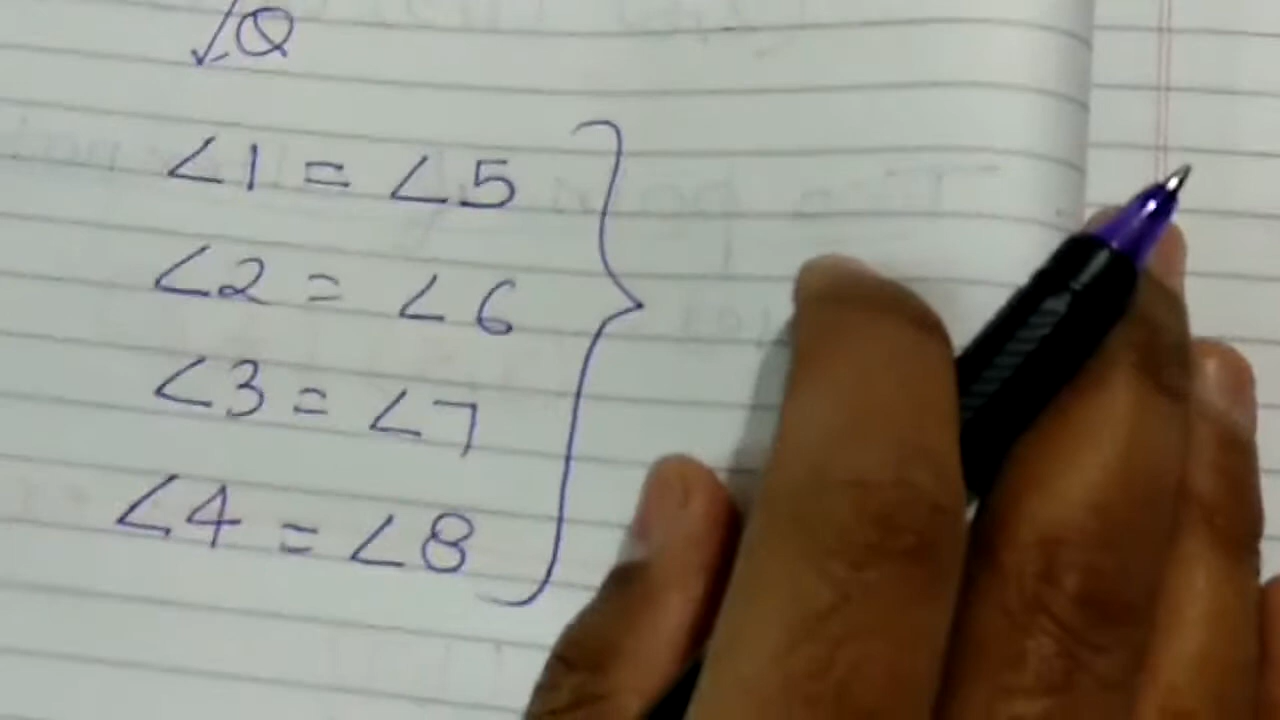 Q
∠1 = ∠5
∠2 = ∠6
∠3 = ∠7
∠4 = ∠8